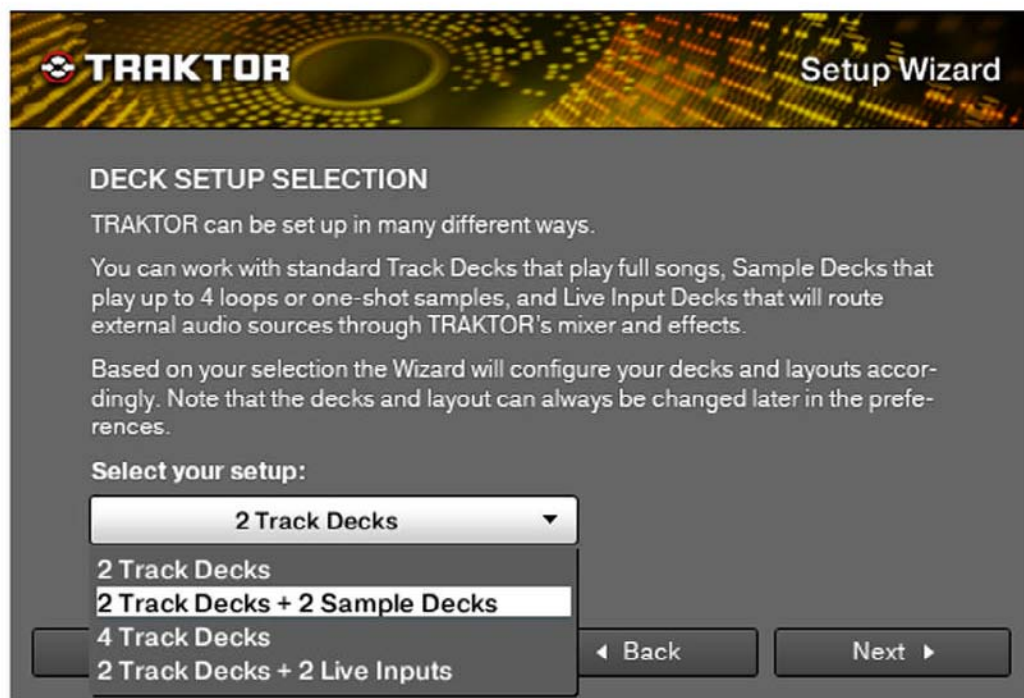 TRAKTOR
Setup Wizard
DECK SETUP SELECTION
TRAKTOR can be set up in many different ways.
You can work with standard Track Decks that play full songs, Sample Decks that
play up to 4 loops or one-shot samples, and Live Input Decks that will route
external audio sources through TRAKTOR's mixer and effects.
Based on your selection the Wizard will configure your decks and layouts accor-
dingly. Note that the decks and layout can always be changed later in the prefe-
rences.
Select your setup:
2 Track Decks
2 Track Decks
2 Track Decks + 2 Sample Decks
4 Track Decks
2 Track Decks + 2 Live Inputs
Back
Next